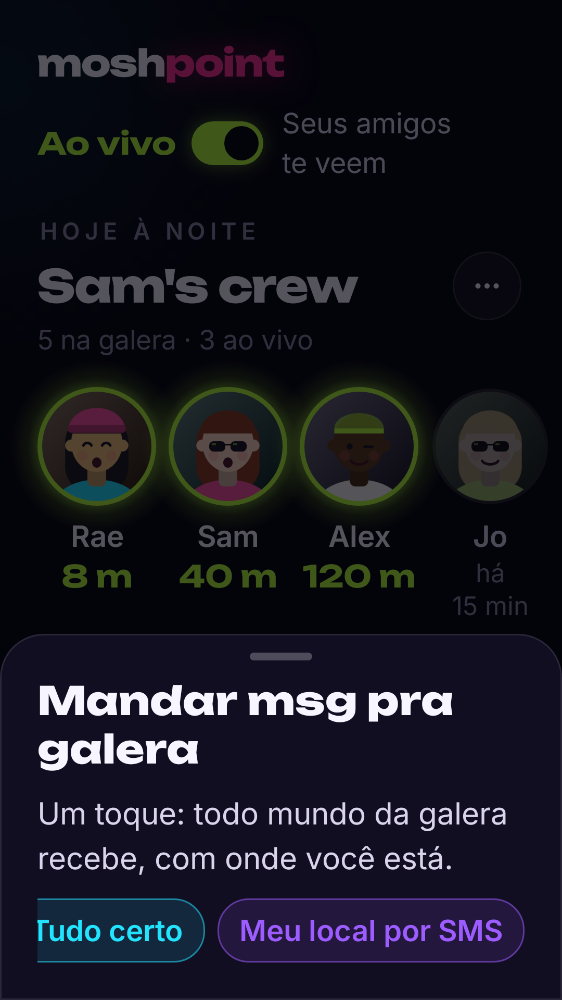 moshpoint
Ao vivo
Seus amigos
te veem
HOJE À NOITE
Sam's crew
5 na galera · 3 ao vivo
Rae
8 m
Sam
40 m
Alex
120 m
Jo
há
15 min
Mandar msg pra
galera
Um toque: todo mundo da galera
recebe, com onde você está.
Tudo certo
Meu local por SMS